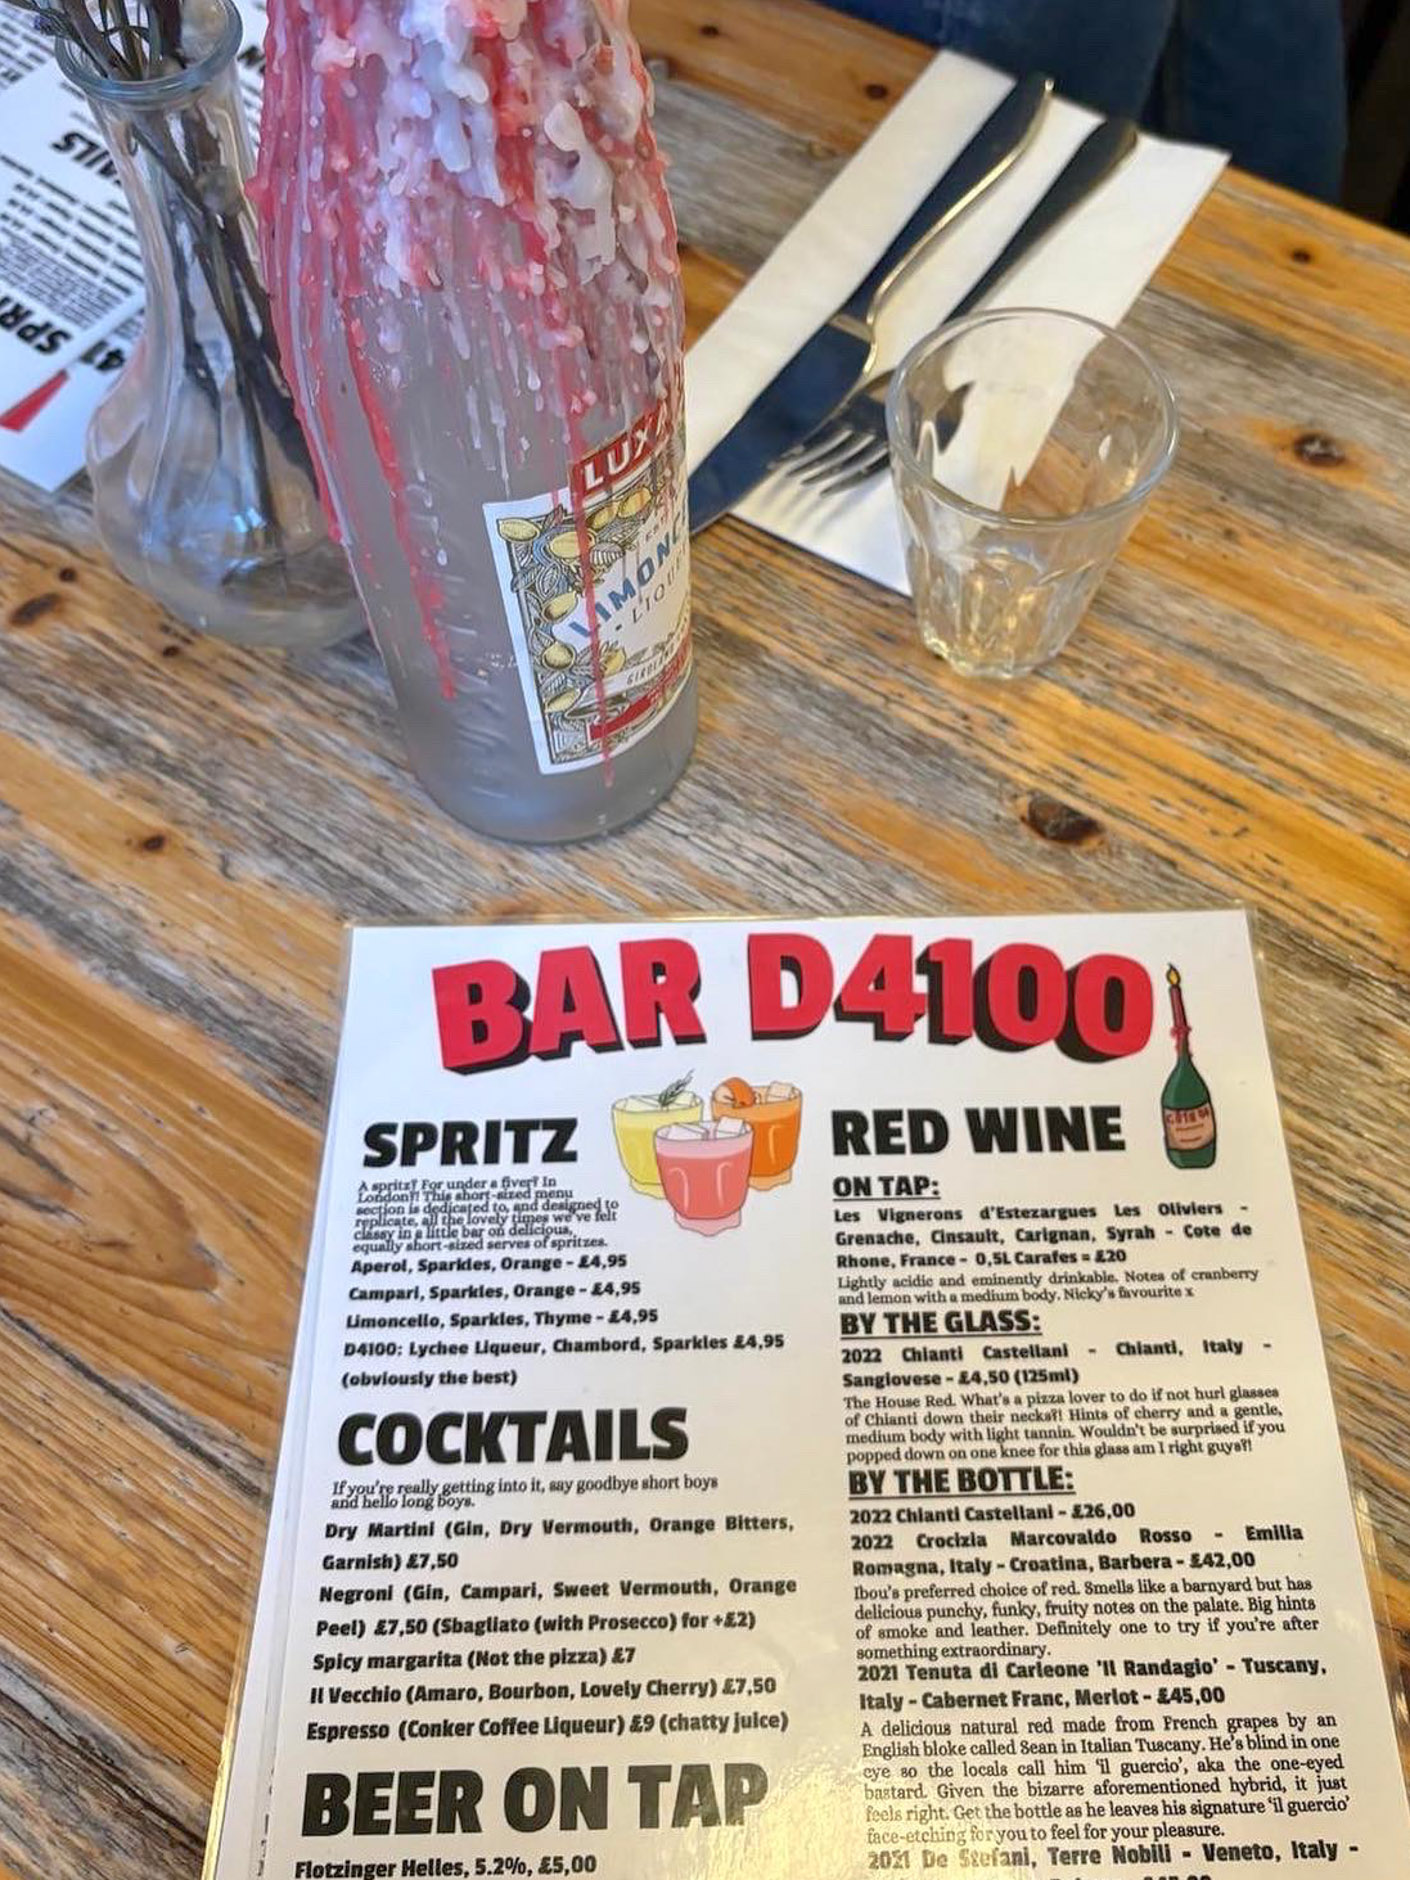 LUXA
LIMONC
LIQU
BAR D4100
SPRITZ
A spritz? For under a fiver? In
London?! This short-sized menu
section is dedicated to, and designed to
replicate, all the lovely times we've felt
classy in a little bar on delicious,
equally short-sized serves of spritzes.
Aperol, Sparkles, Orange - £4,95
Campari, Sparkles, Orange - £4,95
Limoncello, Sparkles, Thyme - £4,95
D4100: Lychee Liqueur, Chambord, Sparkles £4,95
(obviously the best)
COCKTAILS
If you're really getting into it, say goodbye short boys
and hello long boys.
Dry Martini (Gin, Dry Vermouth, Orange Bitters,
Garnish) £7,50
Negroni (Gin, Campari, Sweet Vermouth, Orange
Peel) £7,50 (Sbagliato (with Prosecco) for +£2)
Spicy margarita (Not the pizza) £7
Il Vecchio (Amaro, Bourbon, Lovely Cherry) £7,50
Espresso (Conker Coffee Liqueur) £9 (chatty juice)
BEER ON TAP
Flotzinger Helles, 5.2%, £5,00
RED WINE
ON TAP:
Les Vignerons d'Estezargues Les Oliviers -
Grenache, Cinsault, Carignan, Syrah - Cote de
Rhone, France - 0,5L Carafes = £20
Lightly acidic and eminently drinkable. Notes of cranberry
and lemon with a medium body. Nicky's favourite x
BY THE GLASS:
2022 Chianti Castellani - Chianti, Italy -
Sangiovese - £4,50 (125ml)
The House Red. What's a pizza lover to do if not hurl glasses
of Chianti down their necks?! Hints of cherry and a gentle,
medium body with light tannin. Wouldn't be surprised if you
popped down on one knee for this glass am I right guys?!
BY THE BOTTLE:
2022 Chianti Castellani - £26,00
2022 Crocizia Marcovaldo Rosso - Emilia
Romagna, Italy - Croatina, Barbera - £42,00
Ibou's preferred choice of red. Smells like a barnyard but has
delicious punchy, funky, fruity notes on the palate. Big hints
of smoke and leather. Definitely one to try if you're after
something extraordinary.
2021 Tenuta di Carleone 'Il Randagio' - Tuscany,
Italy - Cabernet Franc, Merlot - £45,00
A delicious natural red made from French grapes by an
English bloke called Sean in Italian Tuscany. He's blind in one
eye so the locals call him 'il guercio', aka the one-eyed
bastard. Given the bizarre aforementioned hybrid, it just
feels right. Get the bottle as he leaves his signature 'il guercio'
face-etching for you to feel for your pleasure.
2021 De Stefani, Terre Nobili - Veneto, Italy -